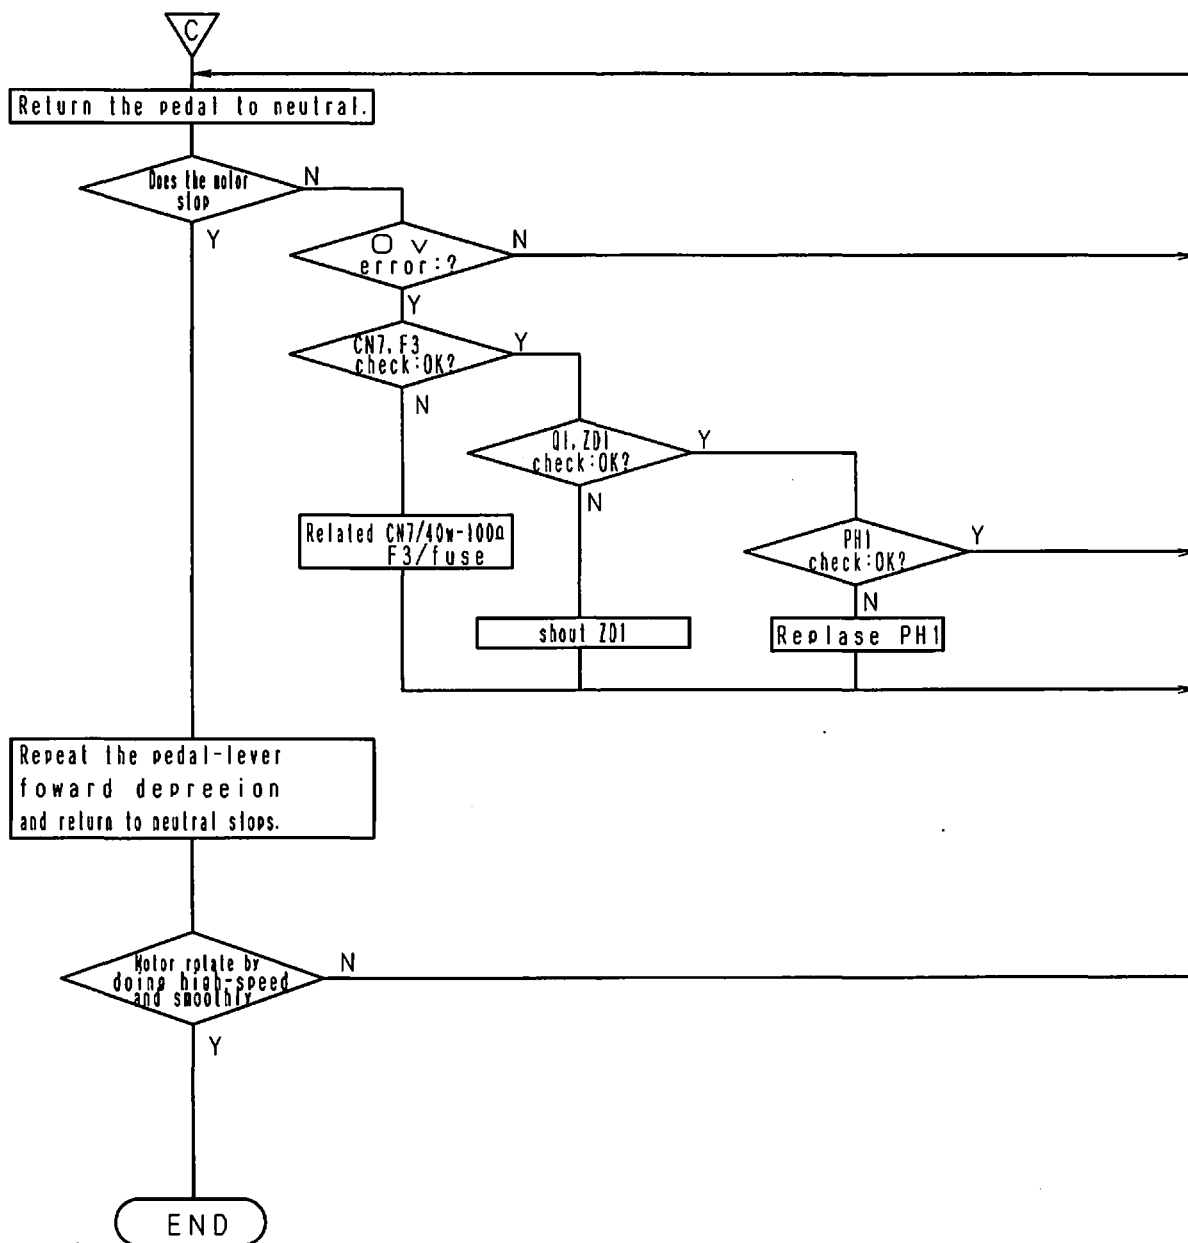 C
Return the pedal to neutral.
Does the motor
stop
N
Y
O v
error:?
N
Y
CN7, F3
check:OK?
Y
N
Q1, ZD1
check:OK?
Y
N
Related CN7/40w-100Ω
F3/fuse
PH1
check:OK?
Y
N
shout ZD1
Replase PH1
Repeat the pedal-lever
foward depreeion
and return to neutral stops.
Motor rotate by
doing high-speed
and smoothly
N
Y
END